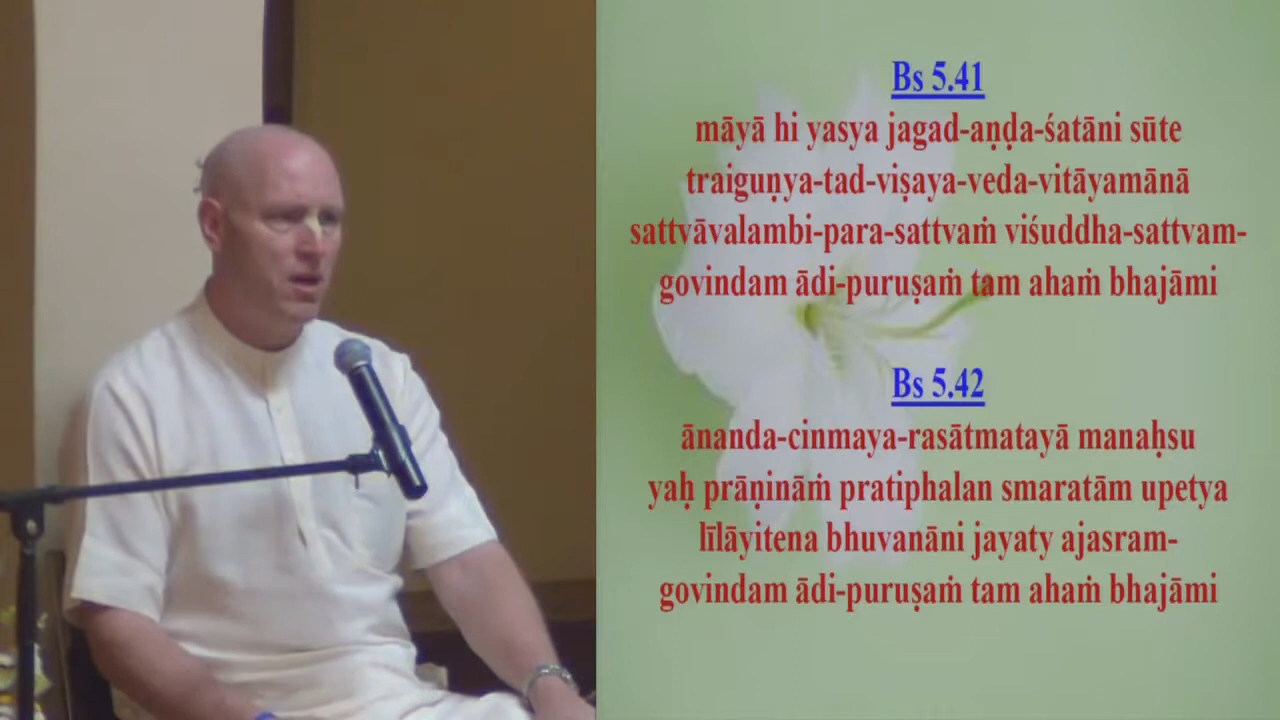 Bs 5.41
māyā hi yasya jagad-aṇḍa-śatāni sūte
traiguṇya-tad-viṣaya-veda-vitāyamānā
sattvāvalambi-para-sattvaṁ viśuddha-sattvam-
govindam ādi-puruṣaṁ tam ahaṁ bhajāmi
Bs 5.42
ānanda-cinmaya-rasātmatayā manaḥsu
yaḥ prāṇināṁ pratiphalan smaratām upetya
līlāyitena bhuvanāni jayaty ajasram-
govindam ādi-puruṣaṁ tam ahaṁ bhajāmi